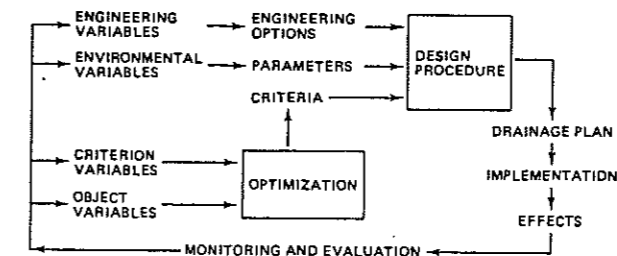 ENGINEERING
VARIABLES
ENGINEERING
OPTIONS
ENVIRONMENTAL
VARIABLES
PARAMETERS
CRITERIA
DESIGN
PROCEDURE
DRAINAGE PLAN
CRITERION
VARIABLES
OPTIMIZATION
IMPLEMENTATION
OBJECT
VARIABLES
EFFECTS
MONITORING AND EVALUATION